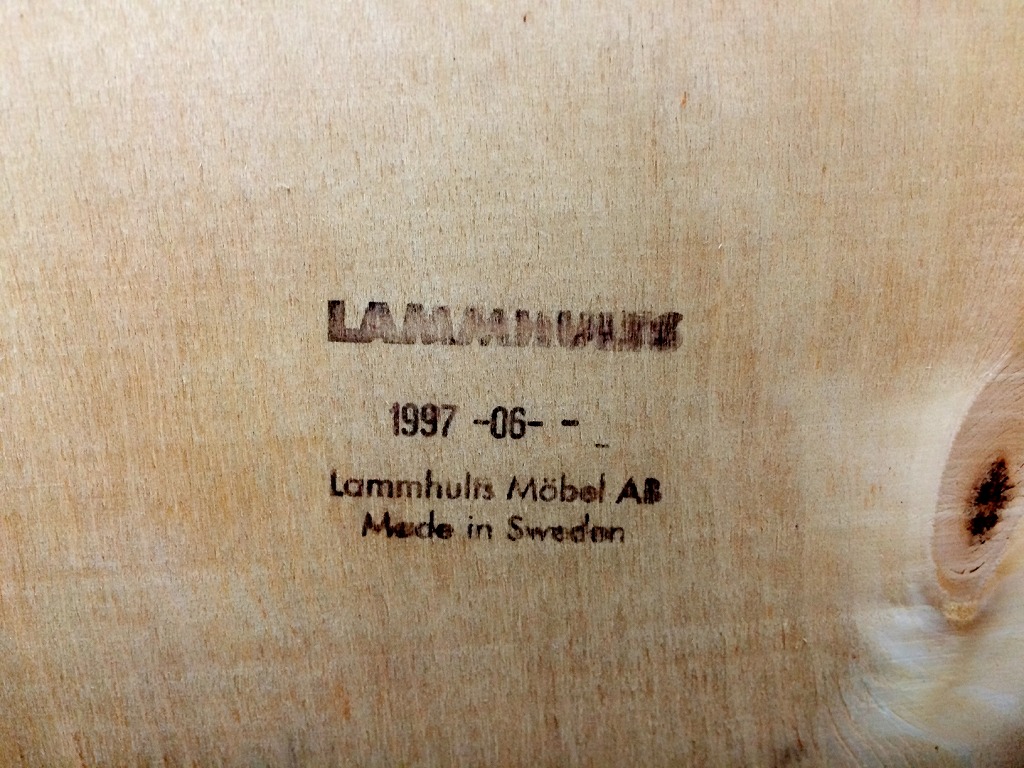 LAMMHULTS
1997 -06- -
Lammhults Möbel AB
Made in Sweden